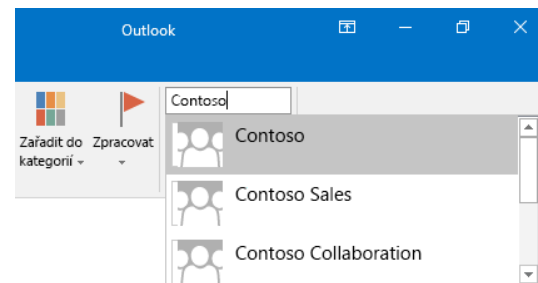 Outlook
Contoso
Zařadit do
kategorií
Zpracovat
Contoso
Contoso Sales
Contoso Collaboration